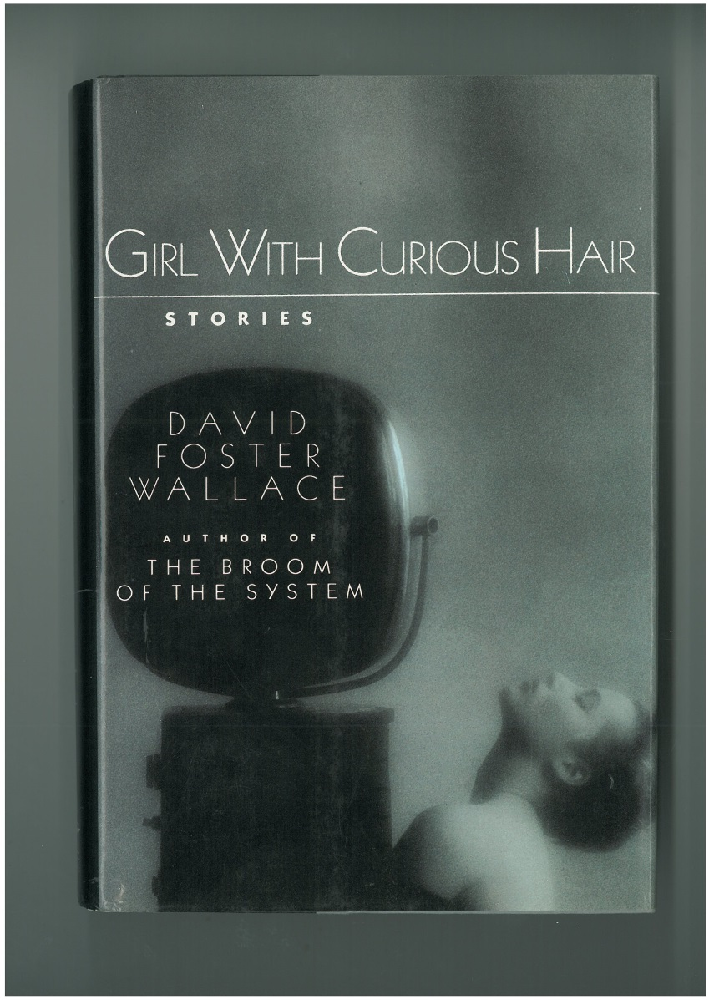 GIRL WITH CURIOUS HAIR
STORIES
DAVID
FOSTER
WALLACE
AUTHOR OF
THE BROOM
OF THE SYSTEM